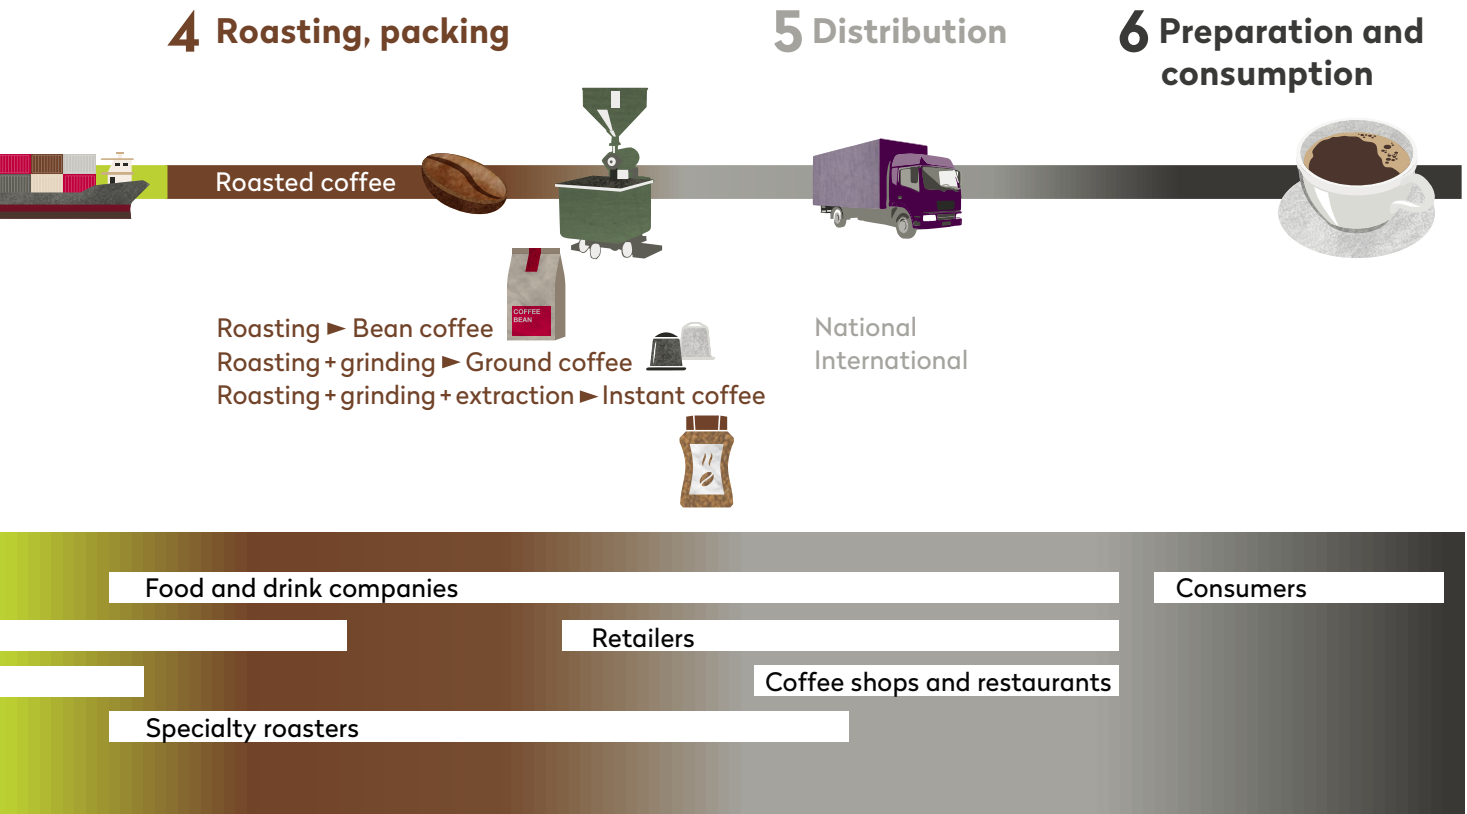 4 Roasting, packing
5 Distribution
6 Preparation and
consumption
Roasted coffee
COFFEE
BEAN
Roasting ► Bean coffee
Roasting + grinding ► Ground coffee
Roasting + grinding + extraction ► Instant coffee
National
International
Food and drink companies
Consumers
Retailers
Coffee shops and restaurants
Specialty roasters